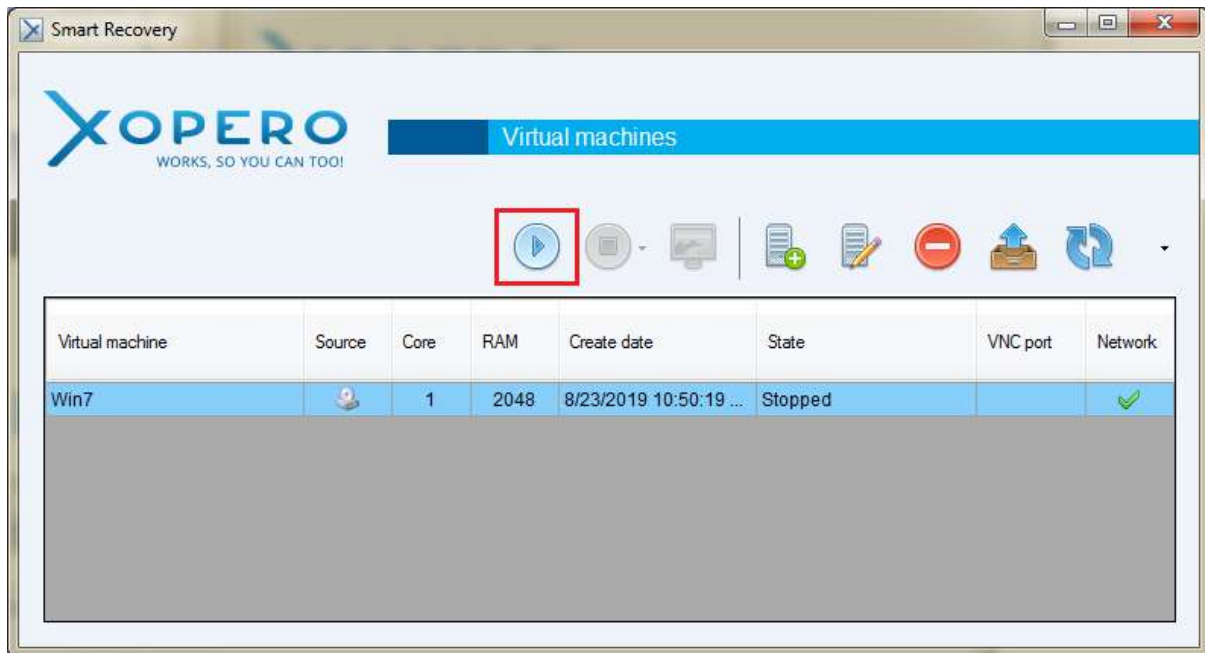 Smart Recovery
XOPERO
WORKS, SO YOU CAN TOO!
Virtual machines
Virtual machine Source Core RAM Create date State VNC port Network
Win7 1 2048 8/23/2019 10:50:19 ... Stopped